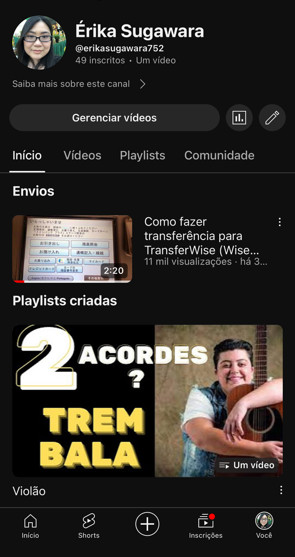 Érika Sugawara
@erikasugawara752
49 inscritos • Um vídeo
Saiba mais sobre este canal
Gerenciar vídeos
Início
Vídeos
Playlists
Comunidade
Envios
2:20
Como fazer
transferência para
TransferWise (Wise...
11 mil visualizações · há 3...
Playlists criadas
2 ACORDES
?
TREM
BALA
Um vídeo
Violão
Início
Shorts
Inscrições
Você